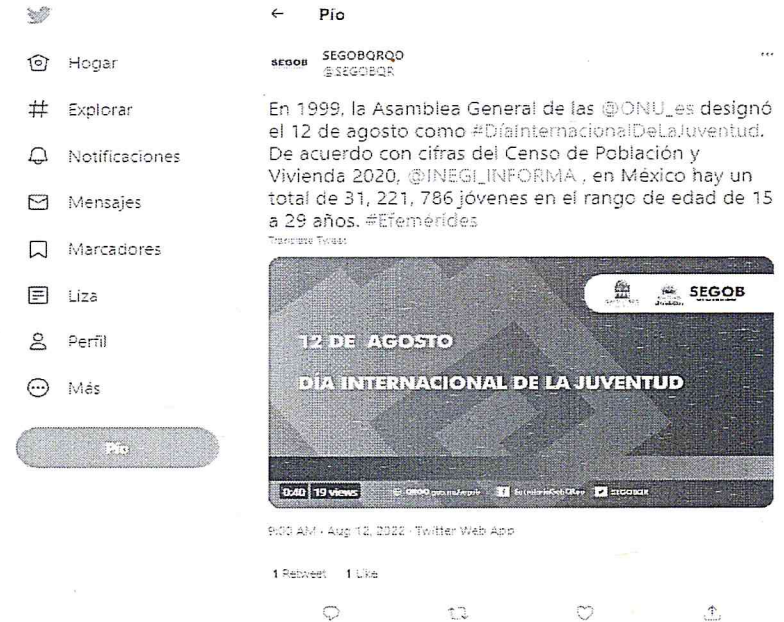 Hogar
Explorar
Notificaciones
Mensajes
Marcadores
Liza
Perfil
Más
Pío
← Pío
SEGOB SEGOBQROO
@SEGOBQR
En 1999, la Asamblea General de las @ONU_es designó
el 12 de agosto como #DíaInternacionalDeLaJuventud.
De acuerdo con cifras del Censo de Población y
Vivienda 2020, @INEGI_INFORMA , en México hay un
total de 31, 221, 786 jóvenes en el rango de edad de 15
a 29 años. #Efemérides
Translate Tweet
SEGOB
12 DE AGOSTO
DÍA INTERNACIONAL DE LA JUVENTUD
0:40 19 views
SEGOBQR
9:00 AM · Aug 12, 2022 · Twitter Web App
1 Retweet 1 Like